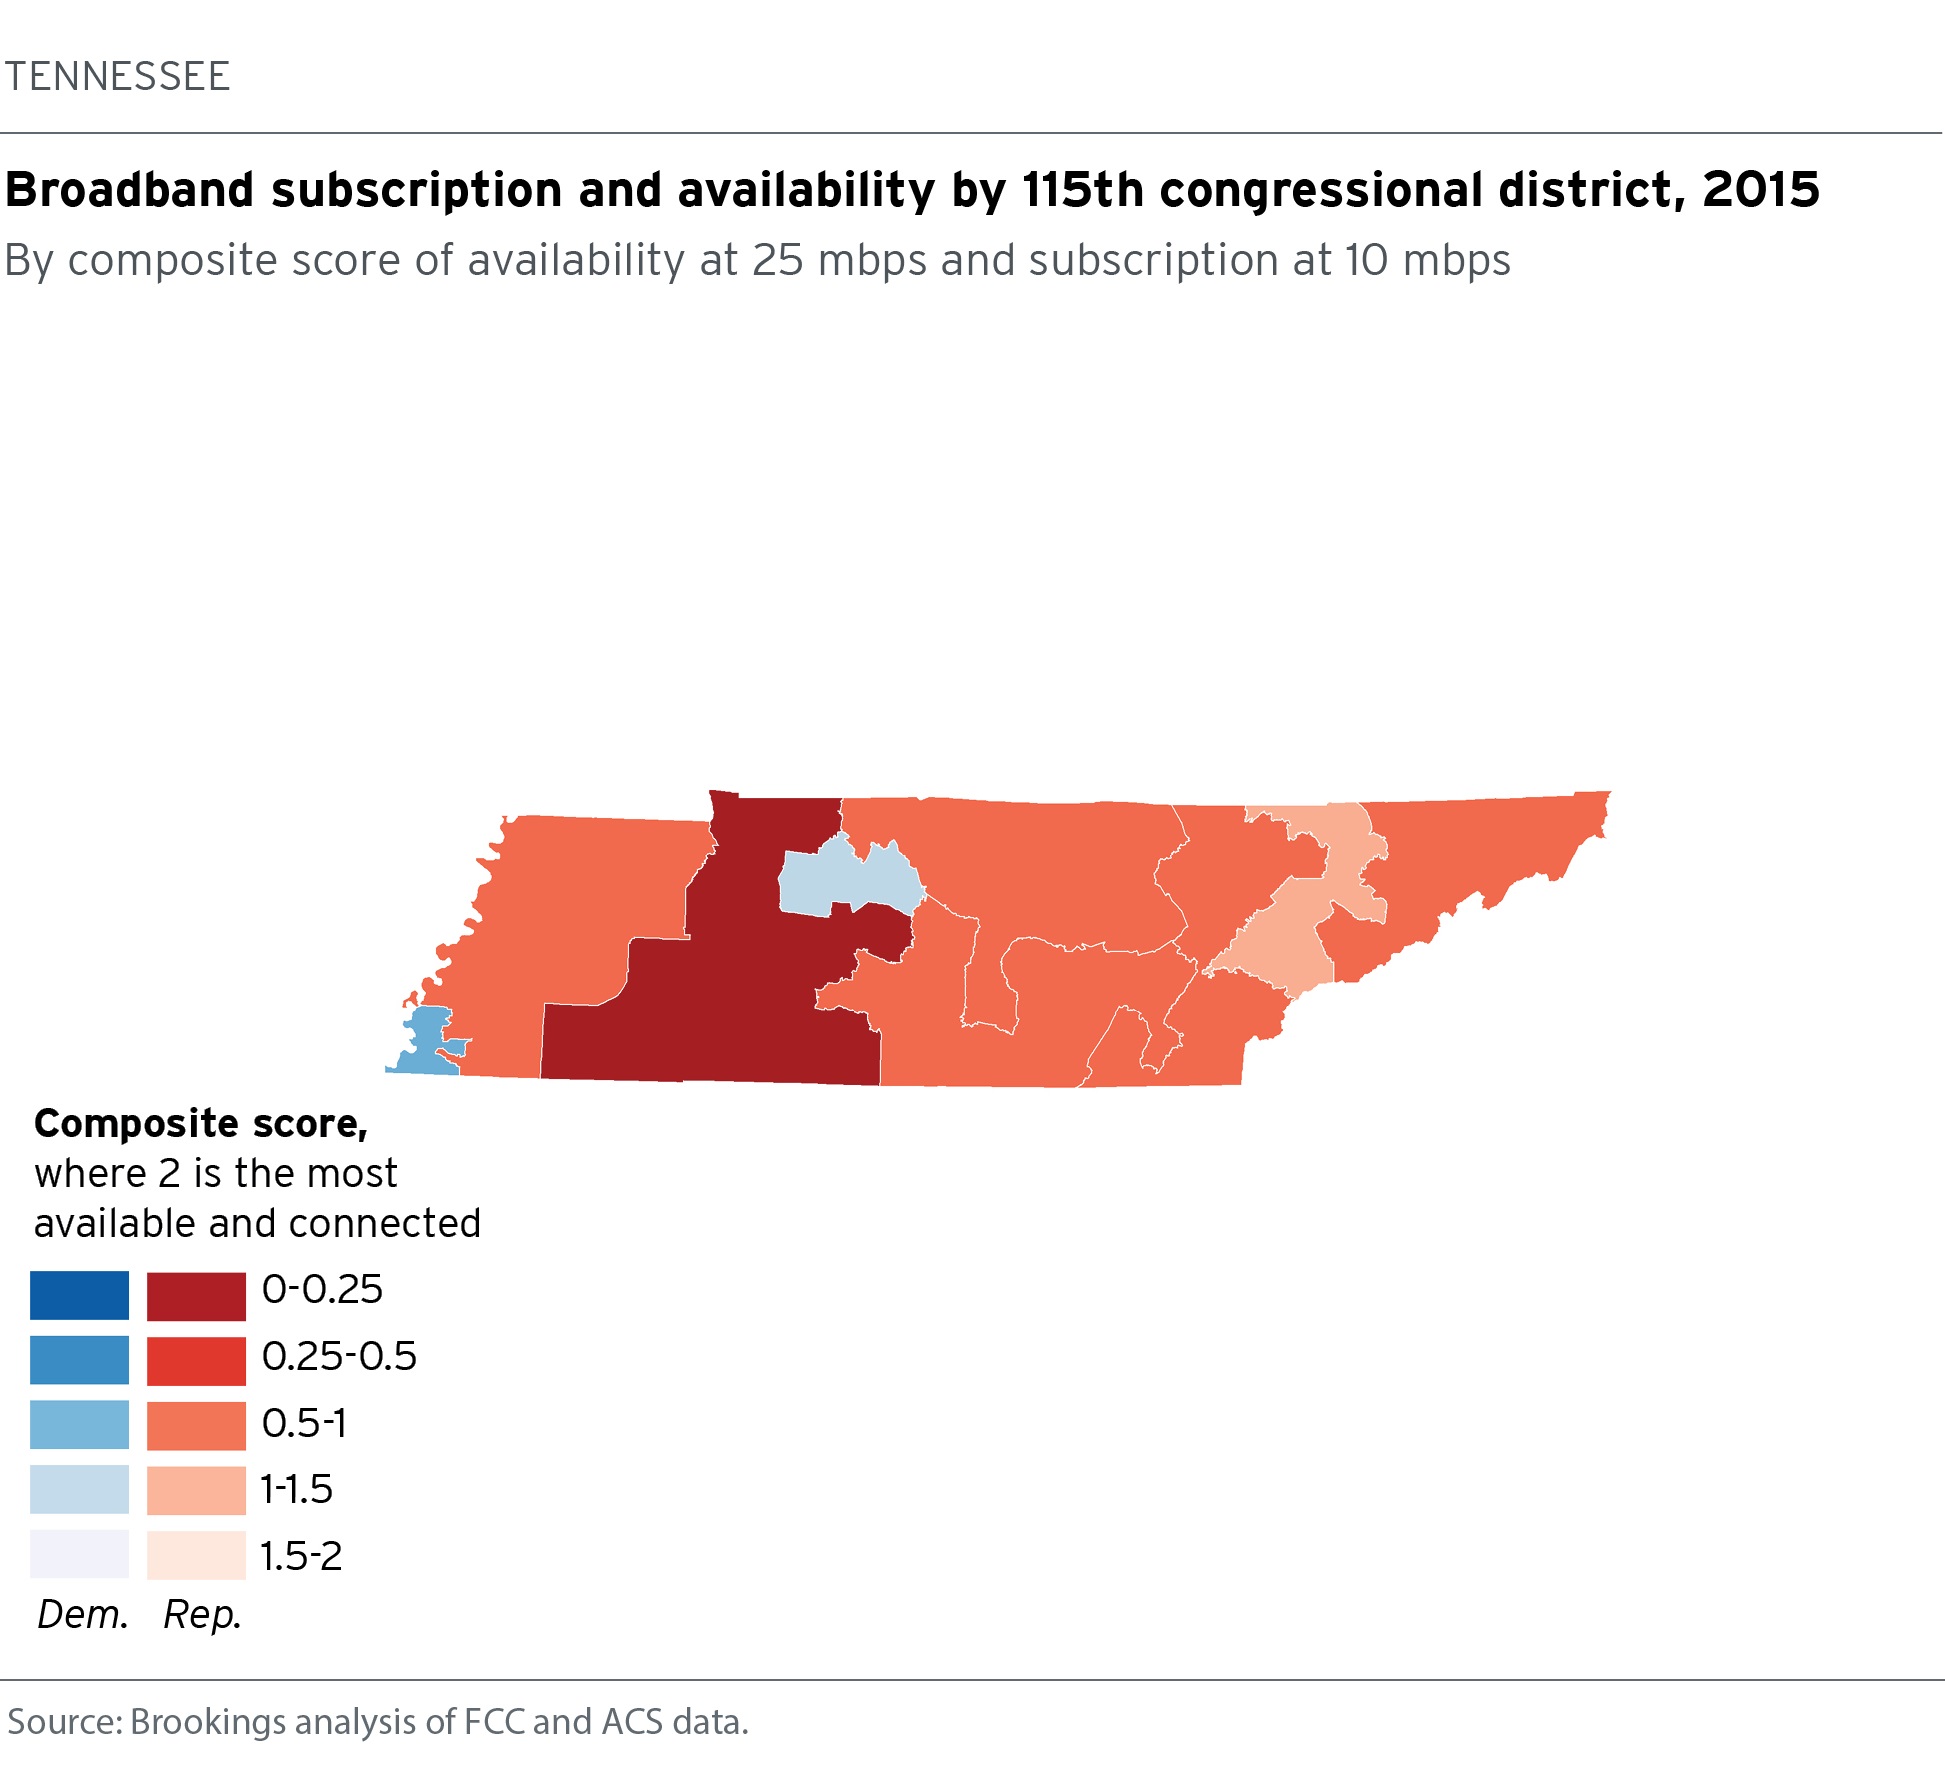 TENNESSEE
Broadband subscription and availability by 115th congressional district, 2015
By composite score of availability at 25 mbps and subscription at 10 mbps
Composite score,
where 2 is the most
available and connected
0-0.25
0.25-0.5
0.5-1
1-1.5
1.5-2
Dem. Rep.
Source: Brookings analysis of FCC and ACS data.